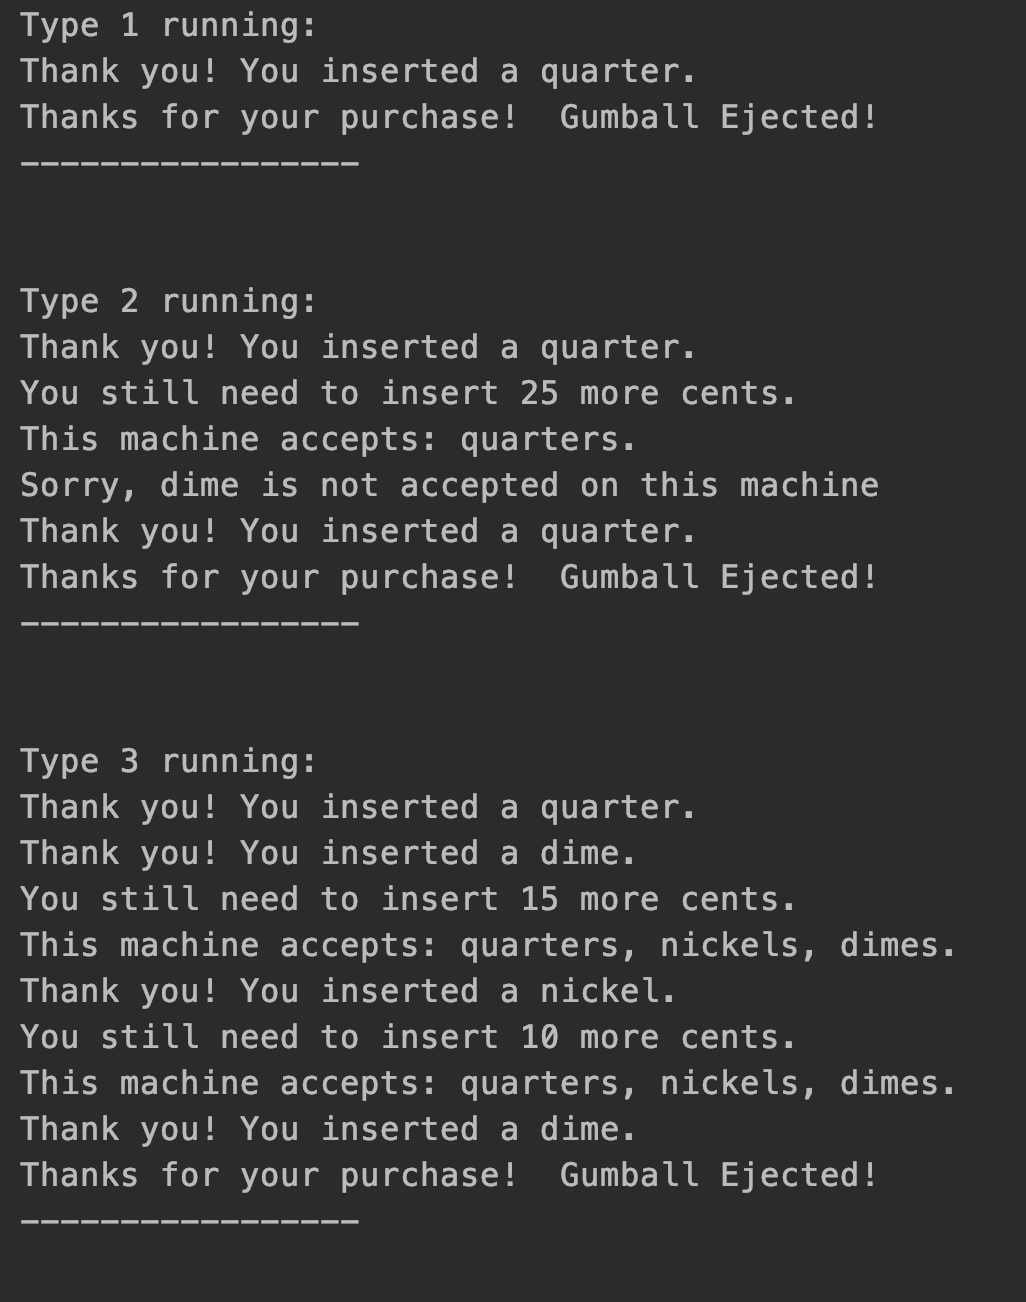 Type 1 running:
Thank you! You inserted a quarter.
Thanks for your purchase!  Gumball Ejected!
-----------------
Type 2 running:
Thank you! You inserted a quarter.
You still need to insert 25 more cents.
This machine accepts: quarters.
Sorry, dime is not accepted on this machine
Thank you! You inserted a quarter.
Thanks for your purchase!  Gumball Ejected!
-----------------
Type 3 running:
Thank you! You inserted a quarter.
Thank you! You inserted a dime.
You still need to insert 15 more cents.
This machine accepts: quarters, nickels, dimes.
Thank you! You inserted a nickel.
You still need to insert 10 more cents.
This machine accepts: quarters, nickels, dimes.
Thank you! You inserted a dime.
Thanks for your purchase!  Gumball Ejected!
-----------------